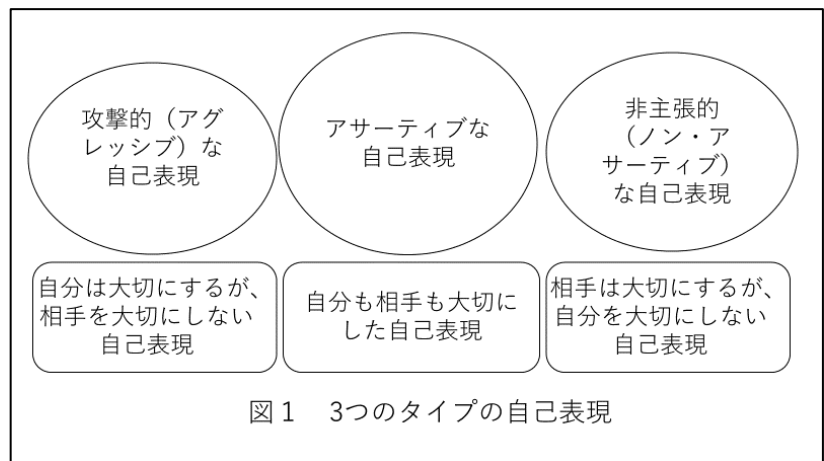 攻撃的（アグ
レッシブ）な
自己表現
アサーティブな
自己表現
非主張的
（ノン・ア
サーティブ）
な自己表現
自分は大切にするが、
相手を大切にしない
自己表現
自分も相手も大切に
した自己表現
相手は大切にするが、
自分を大切にしない
自己表現
図１　3つのタイプの自己表現